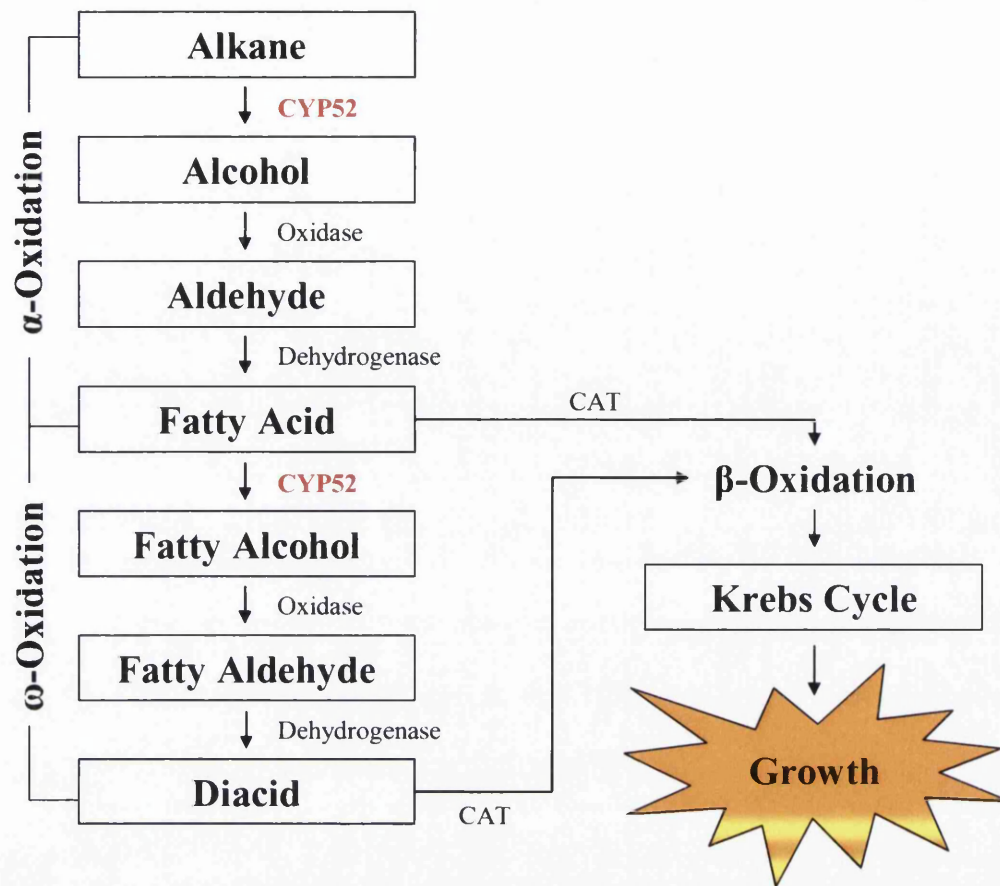 Alkane
CYP52
Alcohol
Oxidase
Aldehyde
Dehydrogenase
Fatty Acid
CYP52
Fatty Alcohol
Oxidase
Fatty Aldehyde
Dehydrogenase
Diacid
α-Oxidation
ω-Oxidation
CAT
CAT
β-Oxidation
Krebs Cycle
Growth